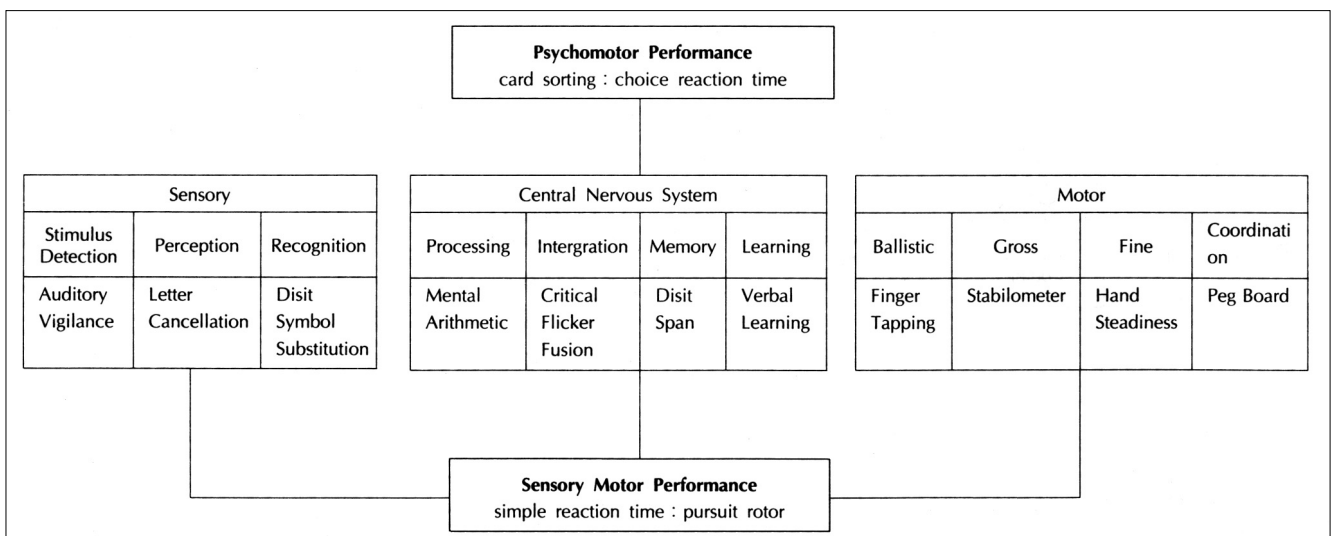 Psychomotor Performance
card sorting : choice reaction time
Sensory
Stimulus Detection
Perception
Recognition
Auditory Vigilance
Letter Cancellation
Disit Symbol Substitution
Central Nervous System
Processing
Intergration
Memory
Learning
Mental Arithmetic
Critical Flicker Fusion
Disit Span
Verbal Learning
Motor
Ballistic
Gross
Fine
Coordinati
on
Finger Tapping
Stabilometer
Hand Steadiness
Peg Board
Sensory Motor Performance
simple reaction time : pursuit rotor